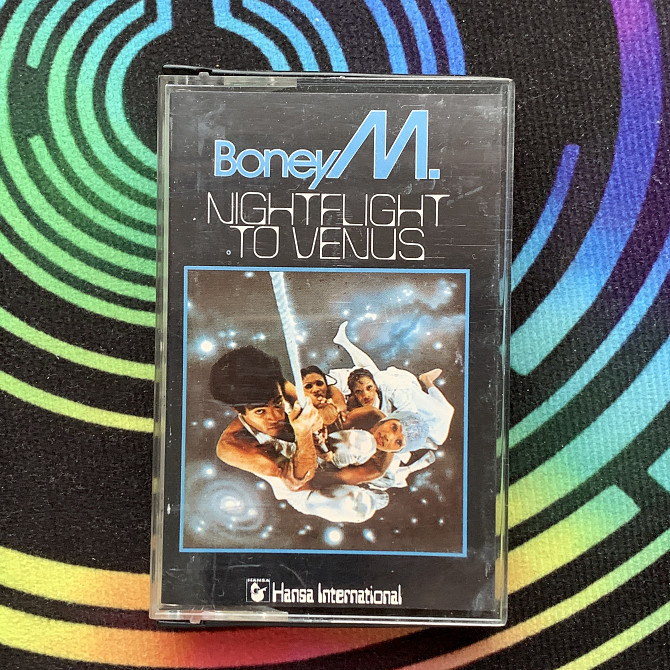 Boney M.
NIGHTFLIGHT
TO VENUS
HANSA
Hansa International